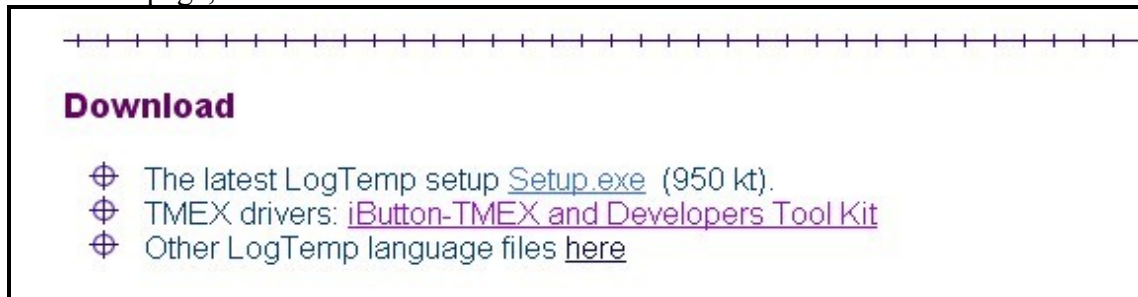 Download
The latest LogTemp setup Setup.exe (950 kt).
TMEX drivers: iButton-TMEX and Developers Tool Kit
Other LogTemp language files here